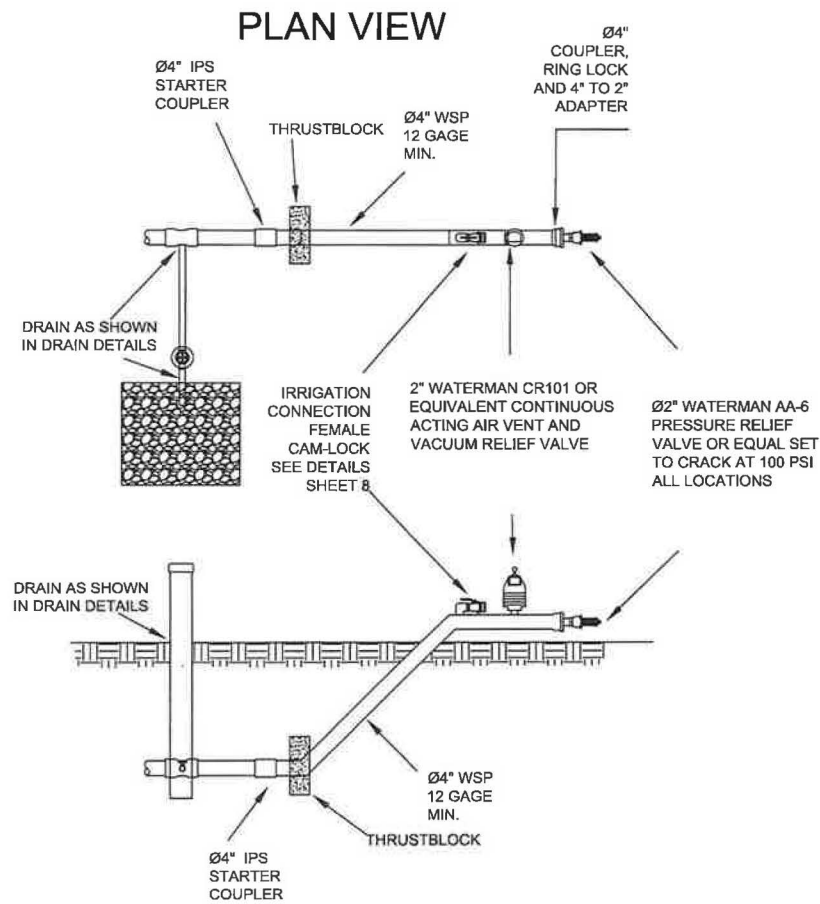 PLAN VIEW
Ø4" IPS
STARTER
COUPLER
THRUSTBLOCK
Ø4" WSP
12 GAGE
MIN.
Ø4"
COUPLER,
RING LOCK
AND 4" TO 2"
ADAPTER
DRAIN AS SHOWN
IN DRAIN DETAILS
IRRIGATION
CONNECTION
FEMALE
CAM-LOCK
SEE DETAILS
SHEET 8
2" WATERMAN CR101 OR
EQUIVALENT CONTINUOUS
ACTING AIR VENT AND
VACUUM RELIEF VALVE
Ø2" WATERMAN AA-6
PRESSURE RELIEF
VALVE OR EQUAL SET
TO CRACK AT 100 PSI
ALL LOCATIONS
DRAIN AS SHOWN
IN DRAIN DETAILS
Ø4" WSP
12 GAGE
MIN.
THRUSTBLOCK
Ø4" IPS
STARTER
COUPLER